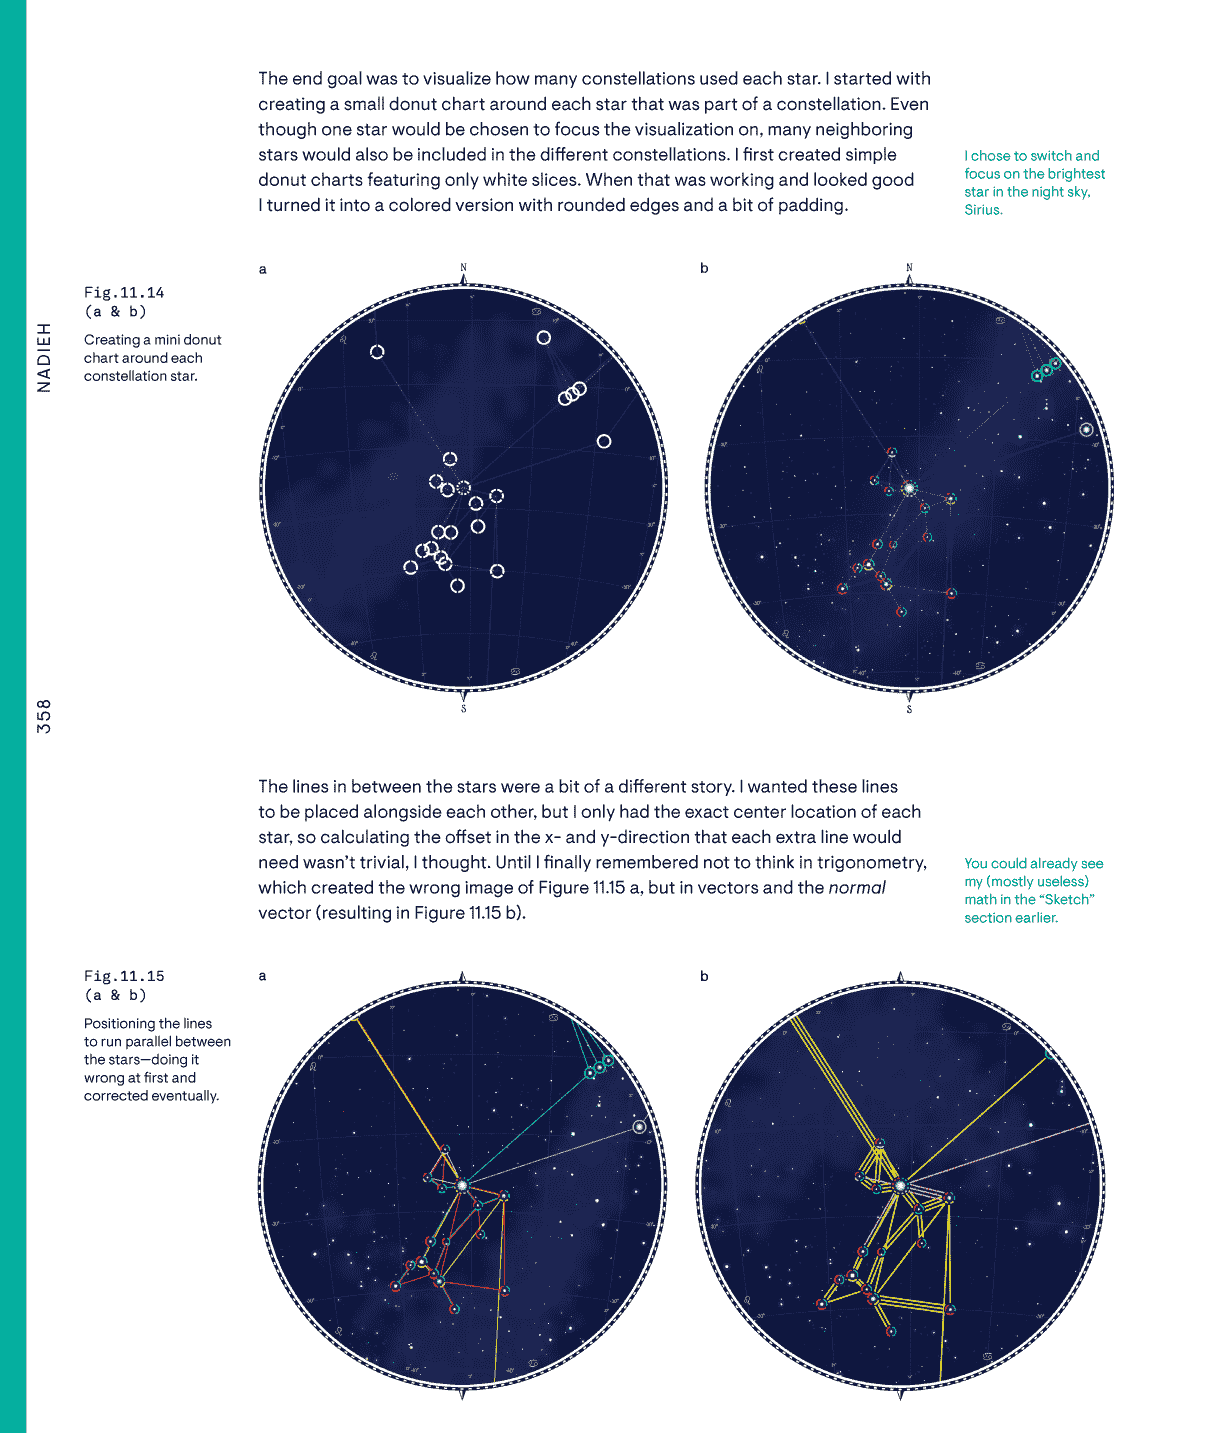 The end goal was to visualize how many constellations used each star. I started with
creating a small donut chart around each star that was part of a constellation. Even
though one star would be chosen to focus the visualization on, many neighboring
stars would also be included in the different constellations. I first created simple
donut charts featuring only white slices. When that was working and looked good
I turned it into a colored version with rounded edges and a bit of padding.
I chose to switch and
focus on the brightest
star in the night sky,
Sirius.
Fig.11.14
(a & b)
Creating a mini donut
chart around each
constellation star.
a
N
S
b
N
S
NADIEH
358
The lines in between the stars were a bit of a different story. I wanted these lines
to be placed alongside each other, but I only had the exact center location of each
star, so calculating the offset in the x- and y-direction that each extra line would
need wasn't trivial, I thought. Until I finally remembered not to think in trigonometry,
which created the wrong image of Figure 11.15 a, but in vectors and the normal
vector (resulting in Figure 11.15 b).
You could already see
my (mostly useless)
math in the “Sketch”
section earlier.
Fig.11.15
(a & b)
Positioning the lines
to run parallel between
the stars—doing it
wrong at first and
corrected eventually.
a
b